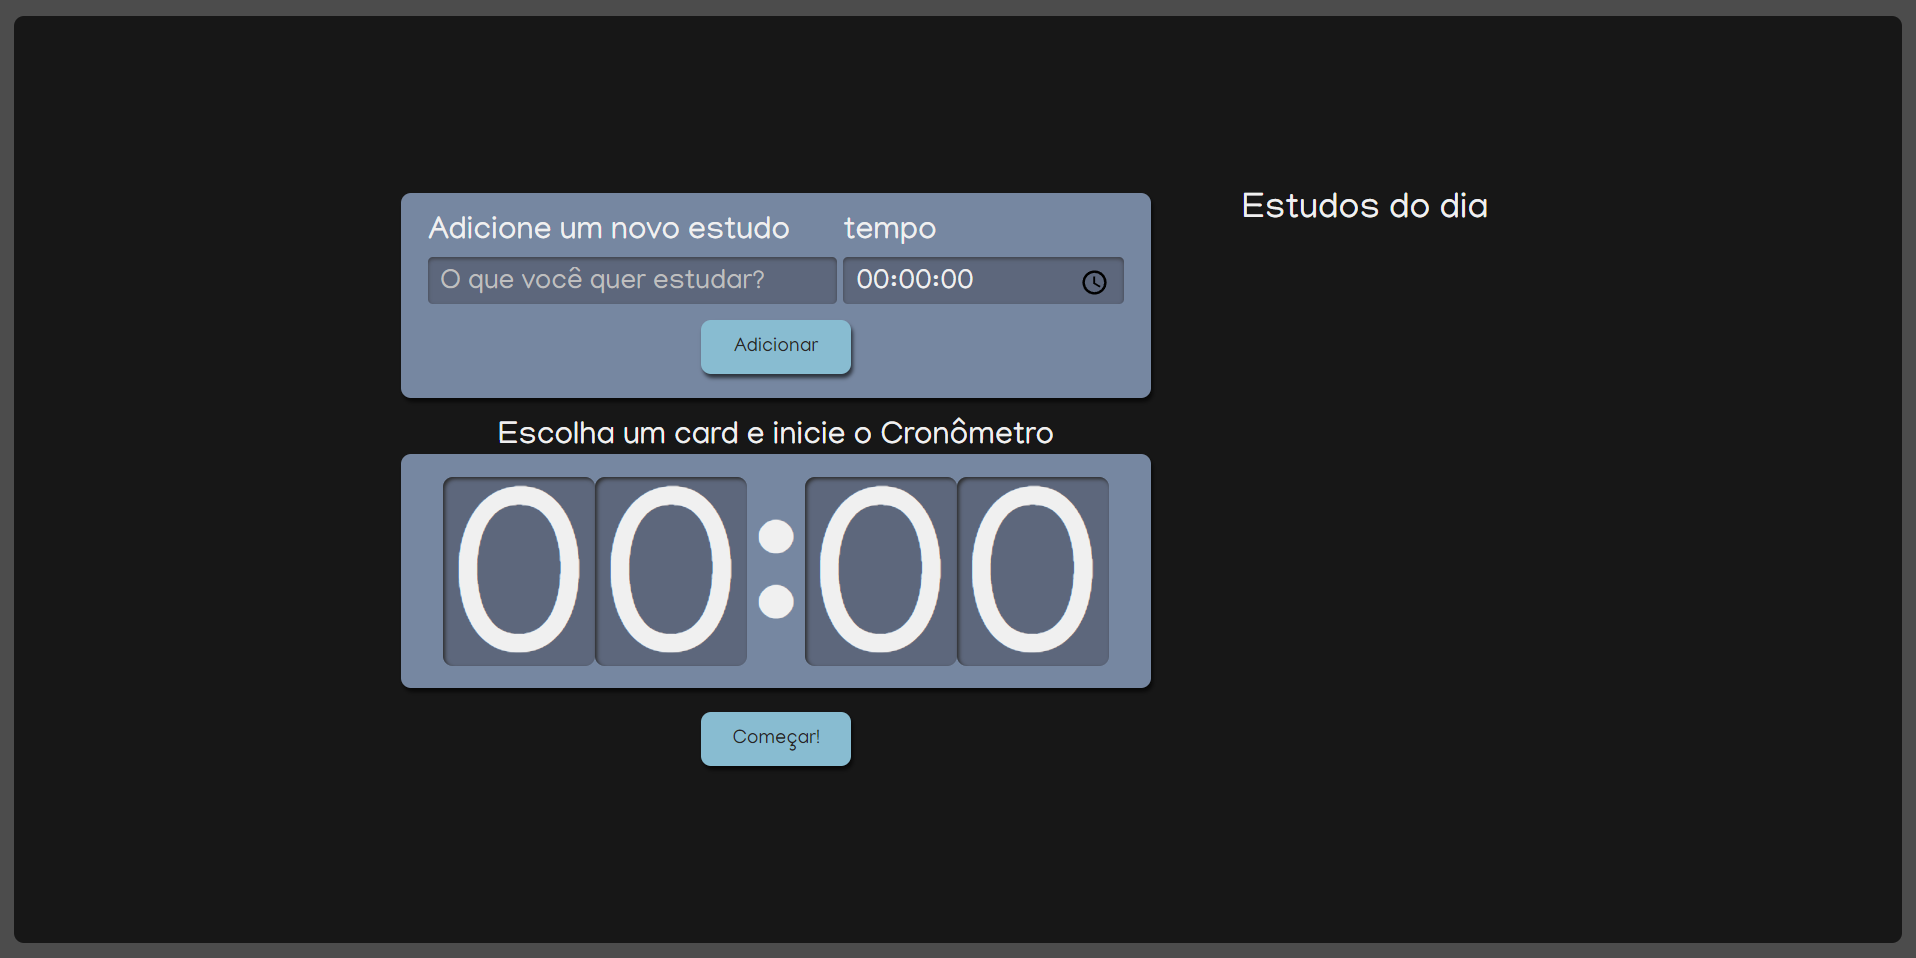 Adicione um novo estudo
tempo
O que você quer estudar?
00:00:00
Adicionar
Escolha um card e inicie o Cronômetro
00:00
Começar!
Estudos do dia